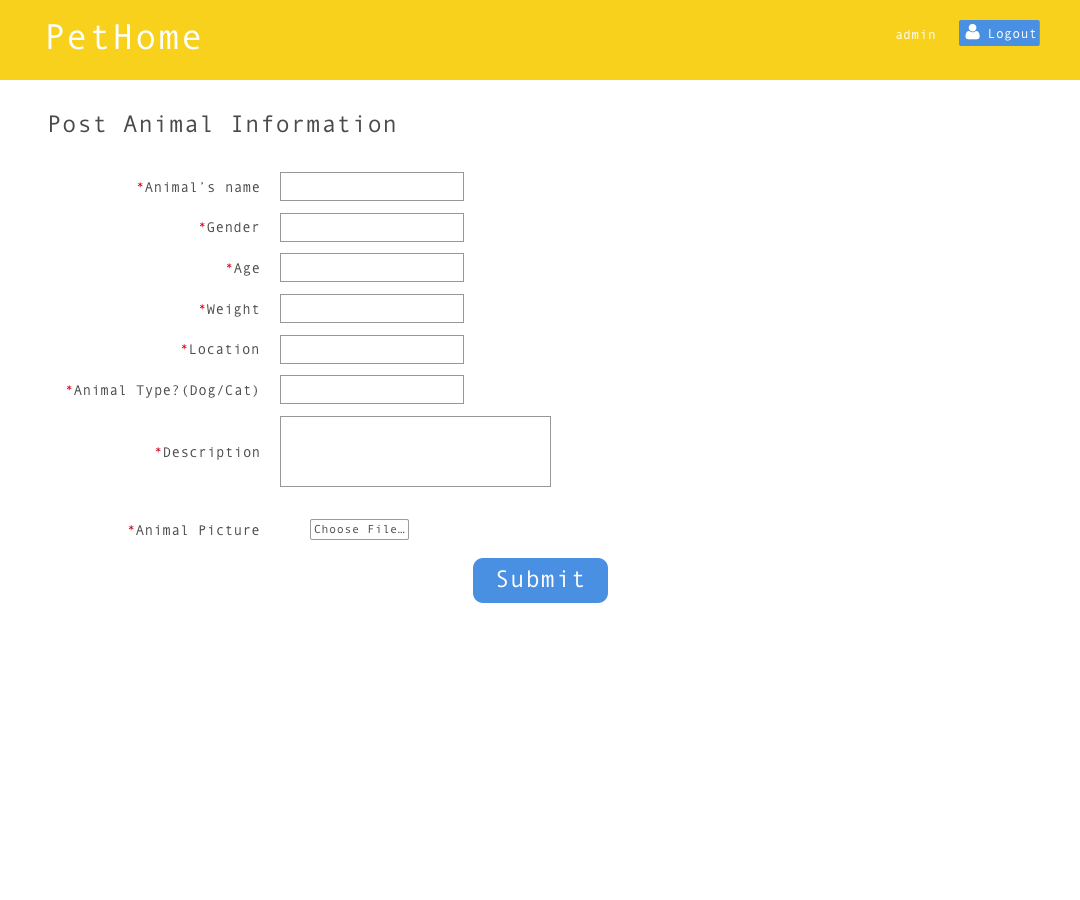 PetHome
admin
Logout
Post Animal Information
*Animal's name
*Gender
*Age
*Weight
*Location
*Animal Type?(Dog/Cat)
*Description
*Animal Picture
Choose File…
Submit